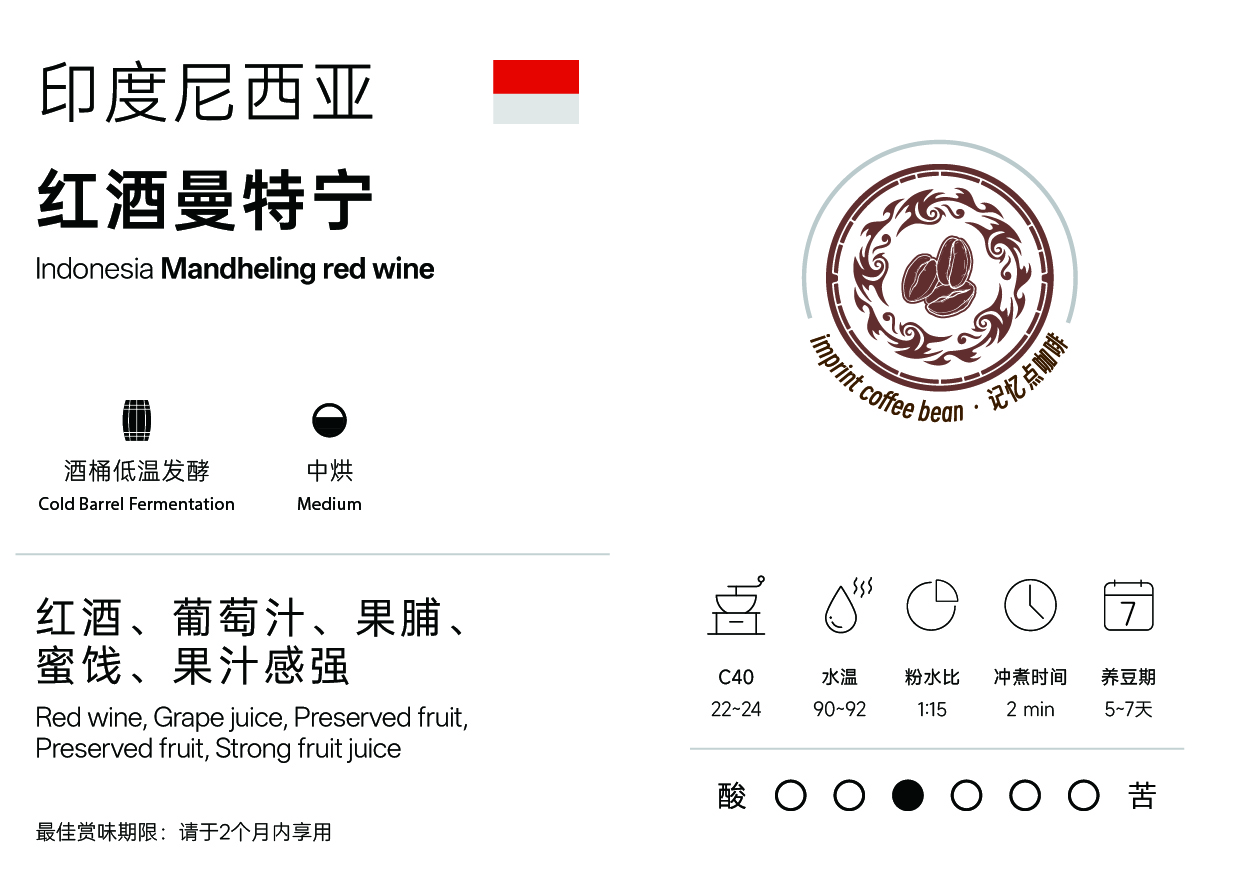 印度尼西亚
红酒曼特宁
Indonesia Mandheling red wine
酒桶低温发酵
Cold Barrel Fermentation
中烘
Medium
红酒、葡萄汁、果脯、
蜜饯、果汁感强
Red wine, Grape juice, Preserved fruit,
Preserved fruit, Strong fruit juice
最佳赏味期限：请于2个月内享用
imprint coffee bean · 记忆点咖啡
7
C40
22~24
水温
90~92
粉水比
1:15
冲煮时间
2 min
养豆期
5~7天
酸
苦